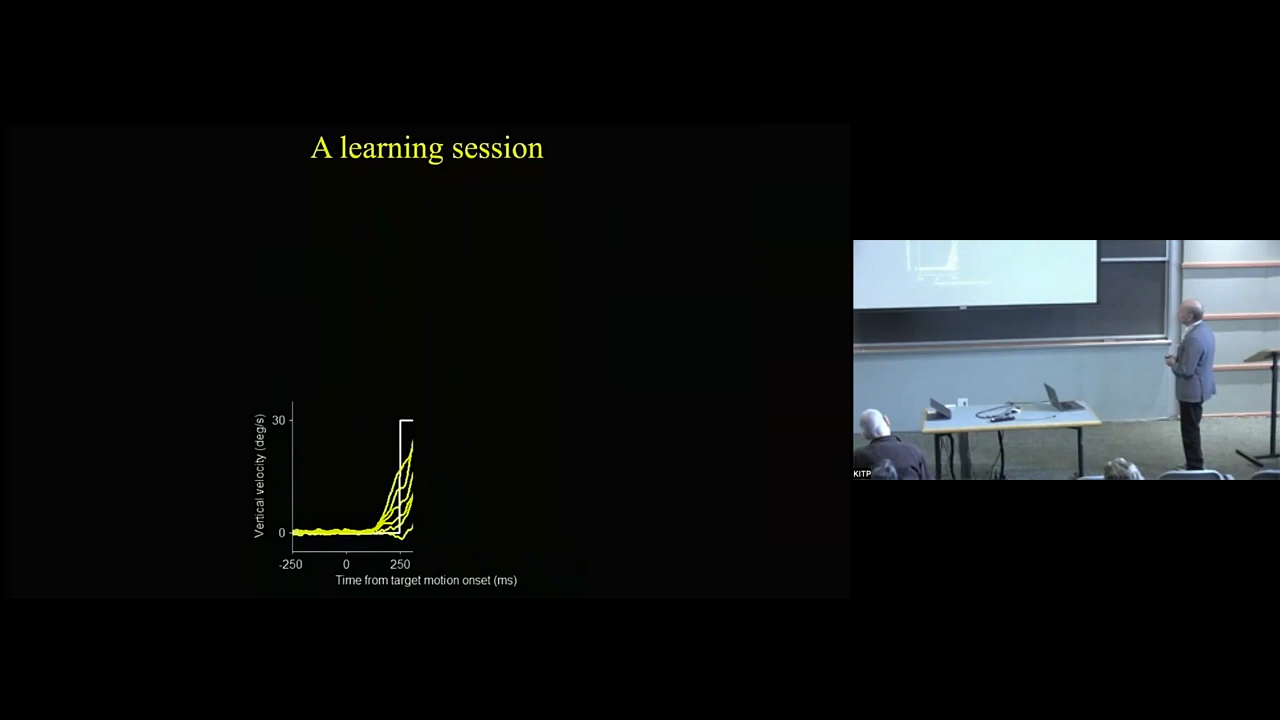 A learning session
30
Vertical velocity (deg/s)
0
-250 0 250
Time from target motion onset (ms)
KITP